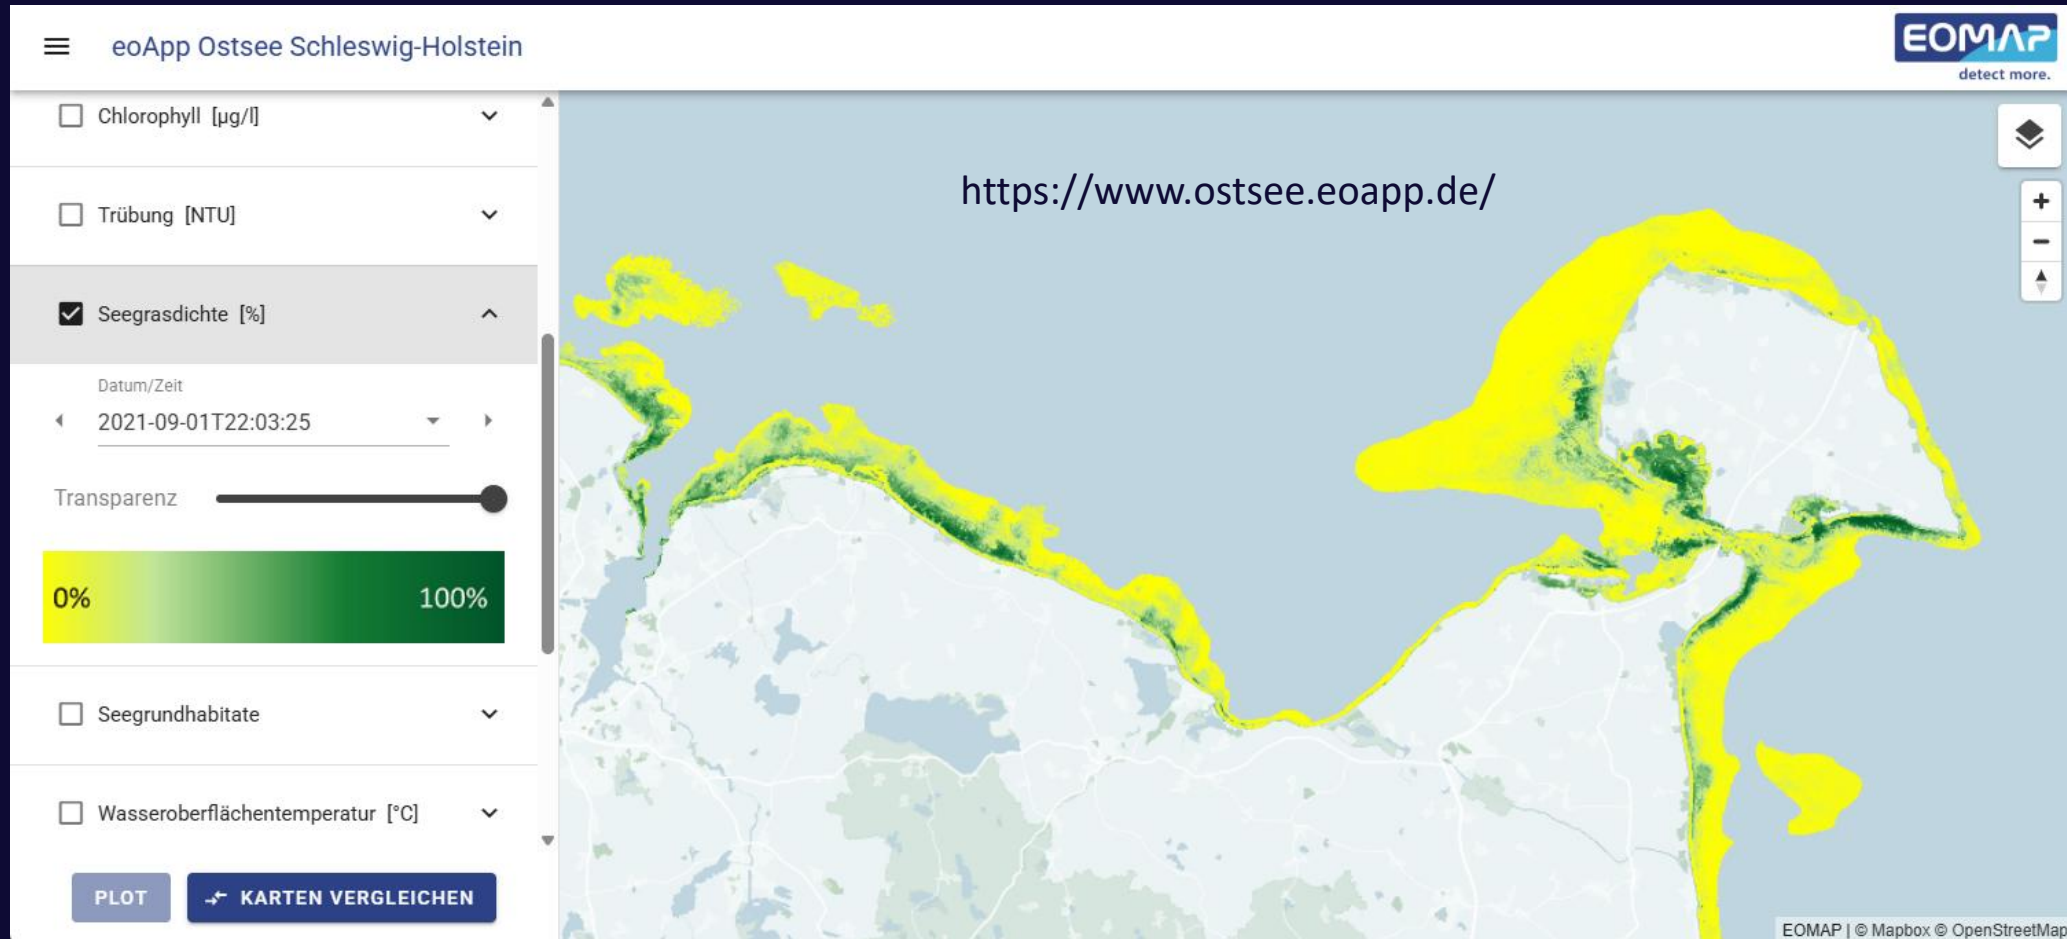 eoApp Ostsee Schleswig-Holstein
EOMAP
detect more.
Chlorophyll [µg/l]
Trübung [NTU]
Seegrasdichte [%]
Datum/Zeit
2021-09-01T22:03:25
Transparenz
0% 100%
Seegrundhabitate
Wasseroberflächentemperatur [°C]
PLOT
KARTEN VERGLEICHEN
https://www.ostsee.eoapp.de/
EOMAP | © Mapbox © OpenStreetMap